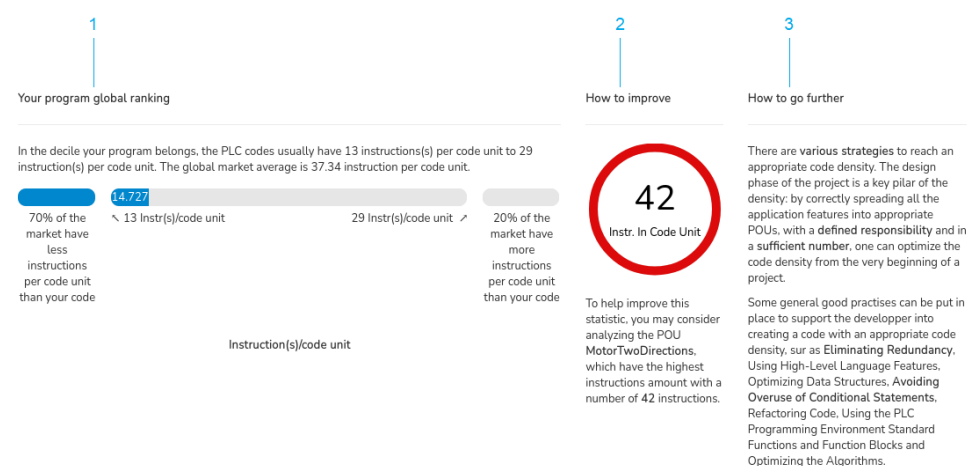 1
2
3
Your program global ranking
In the decile your program belongs, the PLC codes usually have 13 instructions(s) per code unit to 29
instruction(s) per code unit. The global market average is 37.34 instruction per code unit.
14.727
↖ 13 Instr(s)/code unit
29 Instr(s)/code unit ↗
70% of the
market have
less
instructions
per code unit
than your code
20% of the
market have
more
instructions
per code unit
than your code
Instruction(s)/code unit
How to improve
42
Instr. In Code Unit
To help improve this
statistic, you may consider
analyzing the POU
MotorTwoDirections,
which have the highest
instructions amount with a
number of 42 instructions.
How to go further
There are various strategies to reach an
appropriate code density. The design
phase of the project is a key pilar of the
density: by correctly spreading all the
application features into appropriate
POUs, with a defined responsibility and in
a sufficient number, one can optimize the
code density from the very beginning of a
project.
Some general good practises can be put in
place to support the developper into
creating a code with an appropriate code
density, sur as Eliminating Redundancy,
Using High-Level Language Features,
Optimizing Data Structures, Avoiding
Overuse of Conditional Statements,
Refactoring Code, Using the PLC
Programming Environment Standard
Functions and Function Blocks and
Optimizing the Algorithms.